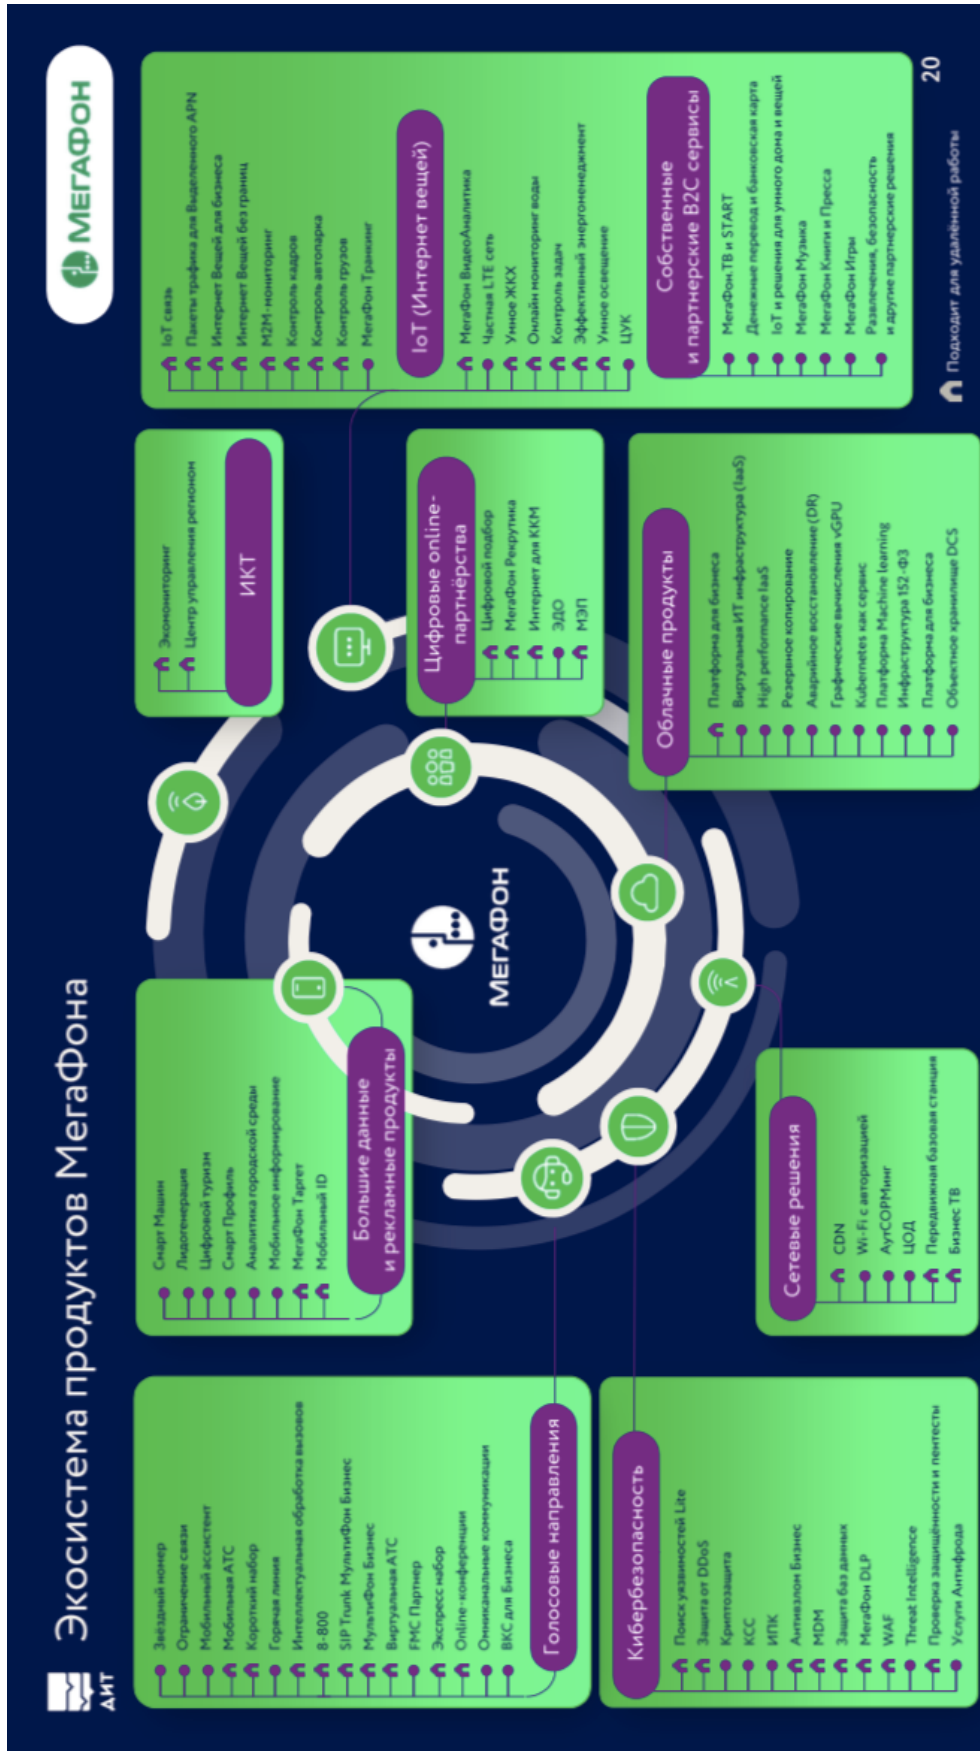 АИТ
Экосистема продуктов МегаФона
МЕГАФОН
Звёздный номер
Ограничение связи
Мобильный ассистент
Мобильная АТС
Короткий набор
Горячая линия
Интеллектуальная обработка вызовов
8-800
SIP Trunk МультиФон Бизнес
МультиФон Бизнес
Виртуальная АТС
FMC Партнер
Экспресс набор
Online-конференции
Омниканальные коммуникации
ВКС для Бизнеса
Голосовые направления
Кибербезопасность
Поиск уязвимостей Lite
Защита от DDoS
Криптозащита
КСС
ИПК
Антивзлом Бизнес
MDM
Защита баз данных
МегаФон DLP
WAF
Threat Intelligence
Проверка защищённости и пентесты
Услуги Антифрода
Смарт Машин
Лидогенерация
Цифровой туризм
Смарт Профиль
Аналитика городской среды
Мобильное информирование
МегаФон Таргет
Мобильный ID
Большие данные
и рекламные продукты
МЕГАФОН
Сетевые решения
CDN
Wi-Fi с авторизацией
АутСОРМинг
ЦОД
Передвижная базовая станция
Бизнес ТВ
Экомониторинг
Центр управления регионом
ИКТ
Цифровые online-
партнёрства
Цифровой подбор
МегаФон Рекрутика
Интернет для ККМ
ЭДО
МЭП
Облачные продукты
Платформа для бизнеса
Виртуальная ИТ инфраструктура (IaaS)
High performance IaaS
Резервное копирование
Аварийное восстановление (DR)
Графические вычисления vGPU
Kubernetes как сервис
Платформа Machine learning
Инфраструктура 152-ФЗ
Платформа для бизнеса
Объектное хранилище DCS
IoT связь
Пакеты трафика для Выделенного APN
Интернет Вещей для бизнеса
Интернет Вещей без границ
M2M-мониторинг
Контроль кадров
Контроль автопарка
Контроль грузов
МегаФон Транкинг
IoT (Интернет вещей)
МегаФон ВидеоАналитика
Частная LTE сеть
Умное ЖКХ
Онлайн мониторинг воды
Контроль задач
Эффективный энергонеджмент
Умное освещение
ЦУК
Собственные
и партнерские B2C сервисы
МегаФон.ТВ и START
Денежные перевод и банковская карта
IoT и решения для умного дома и вещей
МегаФон Музыка
МегаФон Книги и Пресса
МегаФон Игры
Развлечения, безопасность
и другие партнерские решения
Подходит для удалённой работы
20